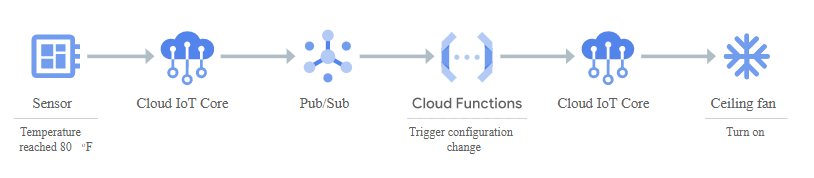 Sensor
Cloud IoT Core
Pub/Sub
Cloud Functions
Cloud IoT Core
Ceiling fan
Temperature
reached 80 °F
Trigger configuration
change
Turn on